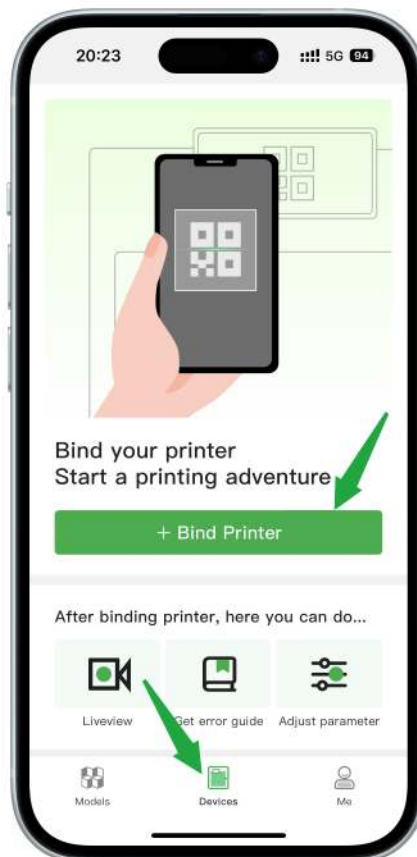 20:23
5G 94
Bind your printer
Start a printing adventure
+ Bind Printer
After binding printer, here you can do...
Liveview
Get error guide
Adjust parameter
Models
Devices
Me